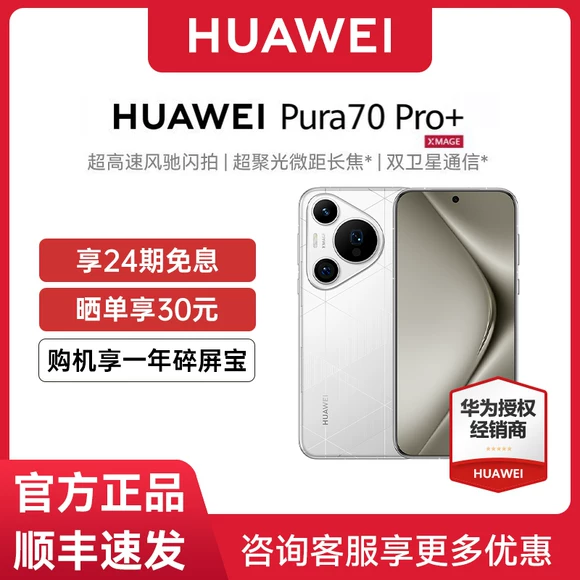 HUAWEI
HUAWEI Pura70 Pro+
XMAGE
超高速风驰闪拍 | 超聚光微距长焦* | 双卫星通信*
享24期免息
晒单享30元
购机享一年碎屏宝
HUAWEI
华为授权
经销商
HUAWEI
官方正品
顺丰速发
咨询客服享更多优惠